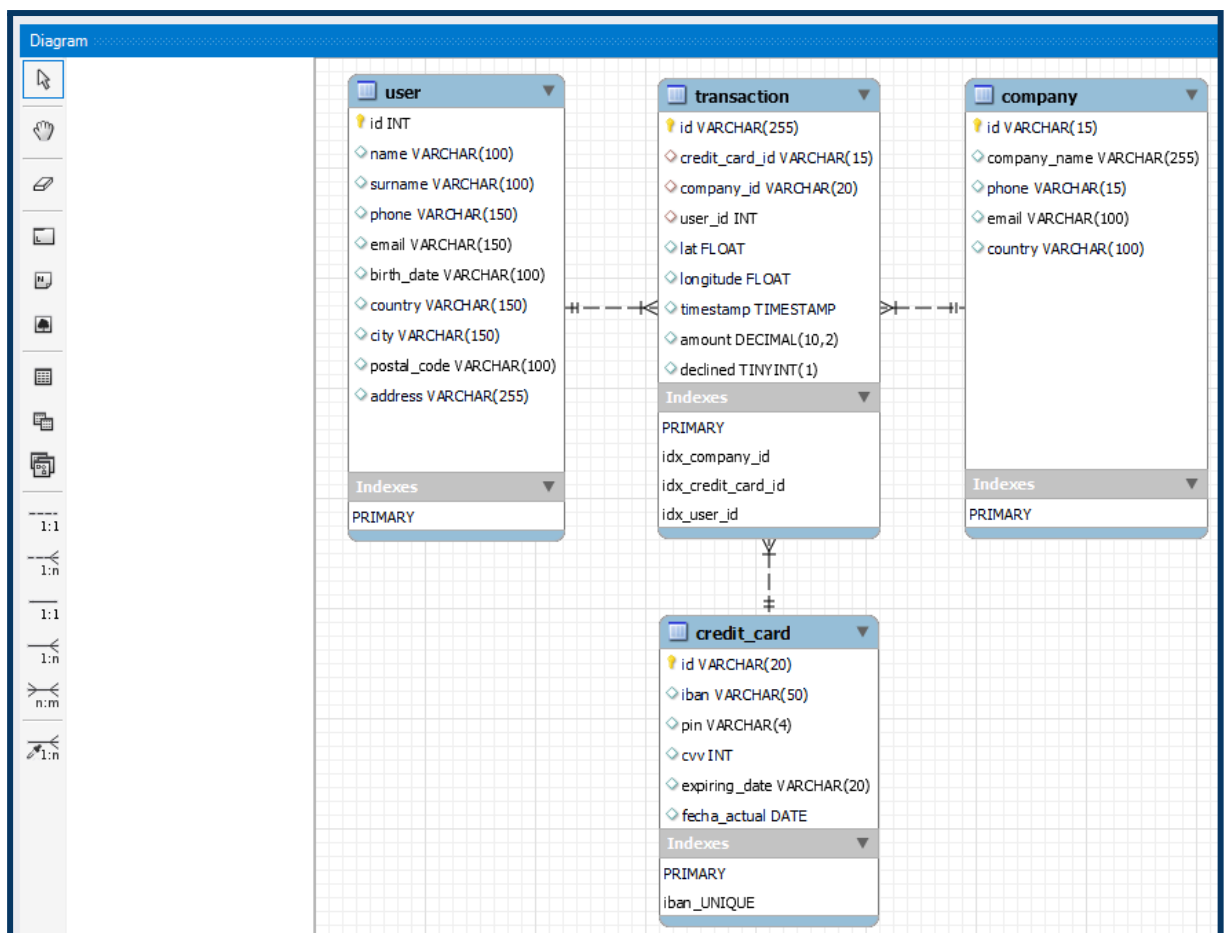 Diagram
1:1
1:n
1:1
1:n
n:m
1:n
user
id INT
name VARCHAR(100)
surname VARCHAR(100)
phone VARCHAR(150)
email VARCHAR(150)
birth_date VARCHAR(100)
country VARCHAR(150)
city VARCHAR(150)
postal_code VARCHAR(100)
address VARCHAR(255)
Indexes
PRIMARY
transaction
id VARCHAR(255)
credit_card_id VARCHAR(15)
company_id VARCHAR(20)
user_id INT
lat FLOAT
longitude FLOAT
timestamp TIMESTAMP
amount DECIMAL(10,2)
declined TINYINT(1)
Indexes
PRIMARY
idx_company_id
idx_credit_card_id
idx_user_id
company
id VARCHAR(15)
company_name VARCHAR(255)
phone VARCHAR(15)
email VARCHAR(100)
country VARCHAR(100)
Indexes
PRIMARY
credit_card
id VARCHAR(20)
iban VARCHAR(50)
pin VARCHAR(4)
cvv INT
expiring_date VARCHAR(20)
fecha_actual DATE
Indexes
PRIMARY
iban_UNIQUE